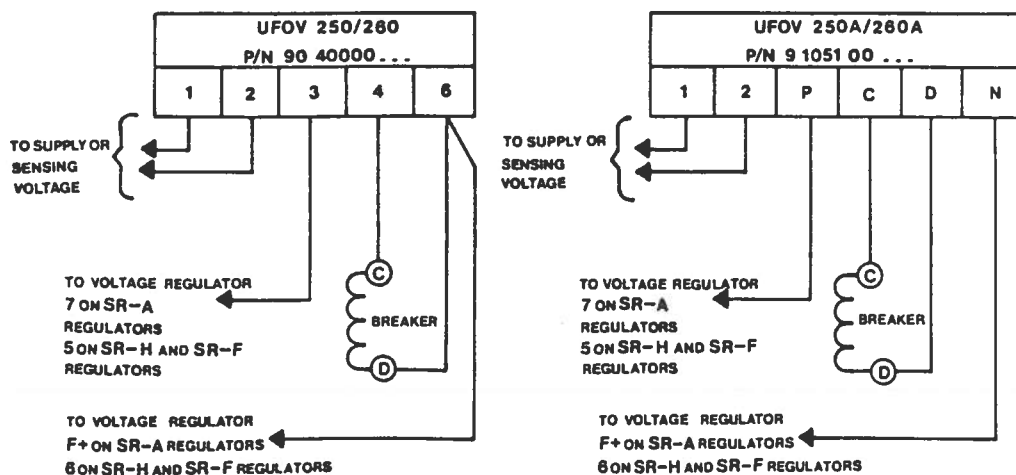 UFOV 250/260
P/N 90 40000...
1 2 3 4 6
TO SUPPLY OR
SENSING
VOLTAGE
TO VOLTAGE REGULATOR
7 ON SR-A
REGULATORS
5 ON SR-H AND SR-F
REGULATORS
C
BREAKER
D
TO VOLTAGE REGULATOR
F+ ON SR-A REGULATORS
6 ON SR-H AND SR-F REGULATORS
UFOV 250A/260A
P/N 9 1051 00 ...
1 2 P C D N
TO SUPPLY OR
SENSING
VOLTAGE
TO VOLTAGE REGULATOR
7 ON SR-A
REGULATORS
5 ON SR-H AND SR-F
REGULATORS
C
BREAKER
D
TO VOLTAGE REGULATOR
F+ ON SR-A REGULATORS
6 ON SR-H AND SR-F REGULATORS